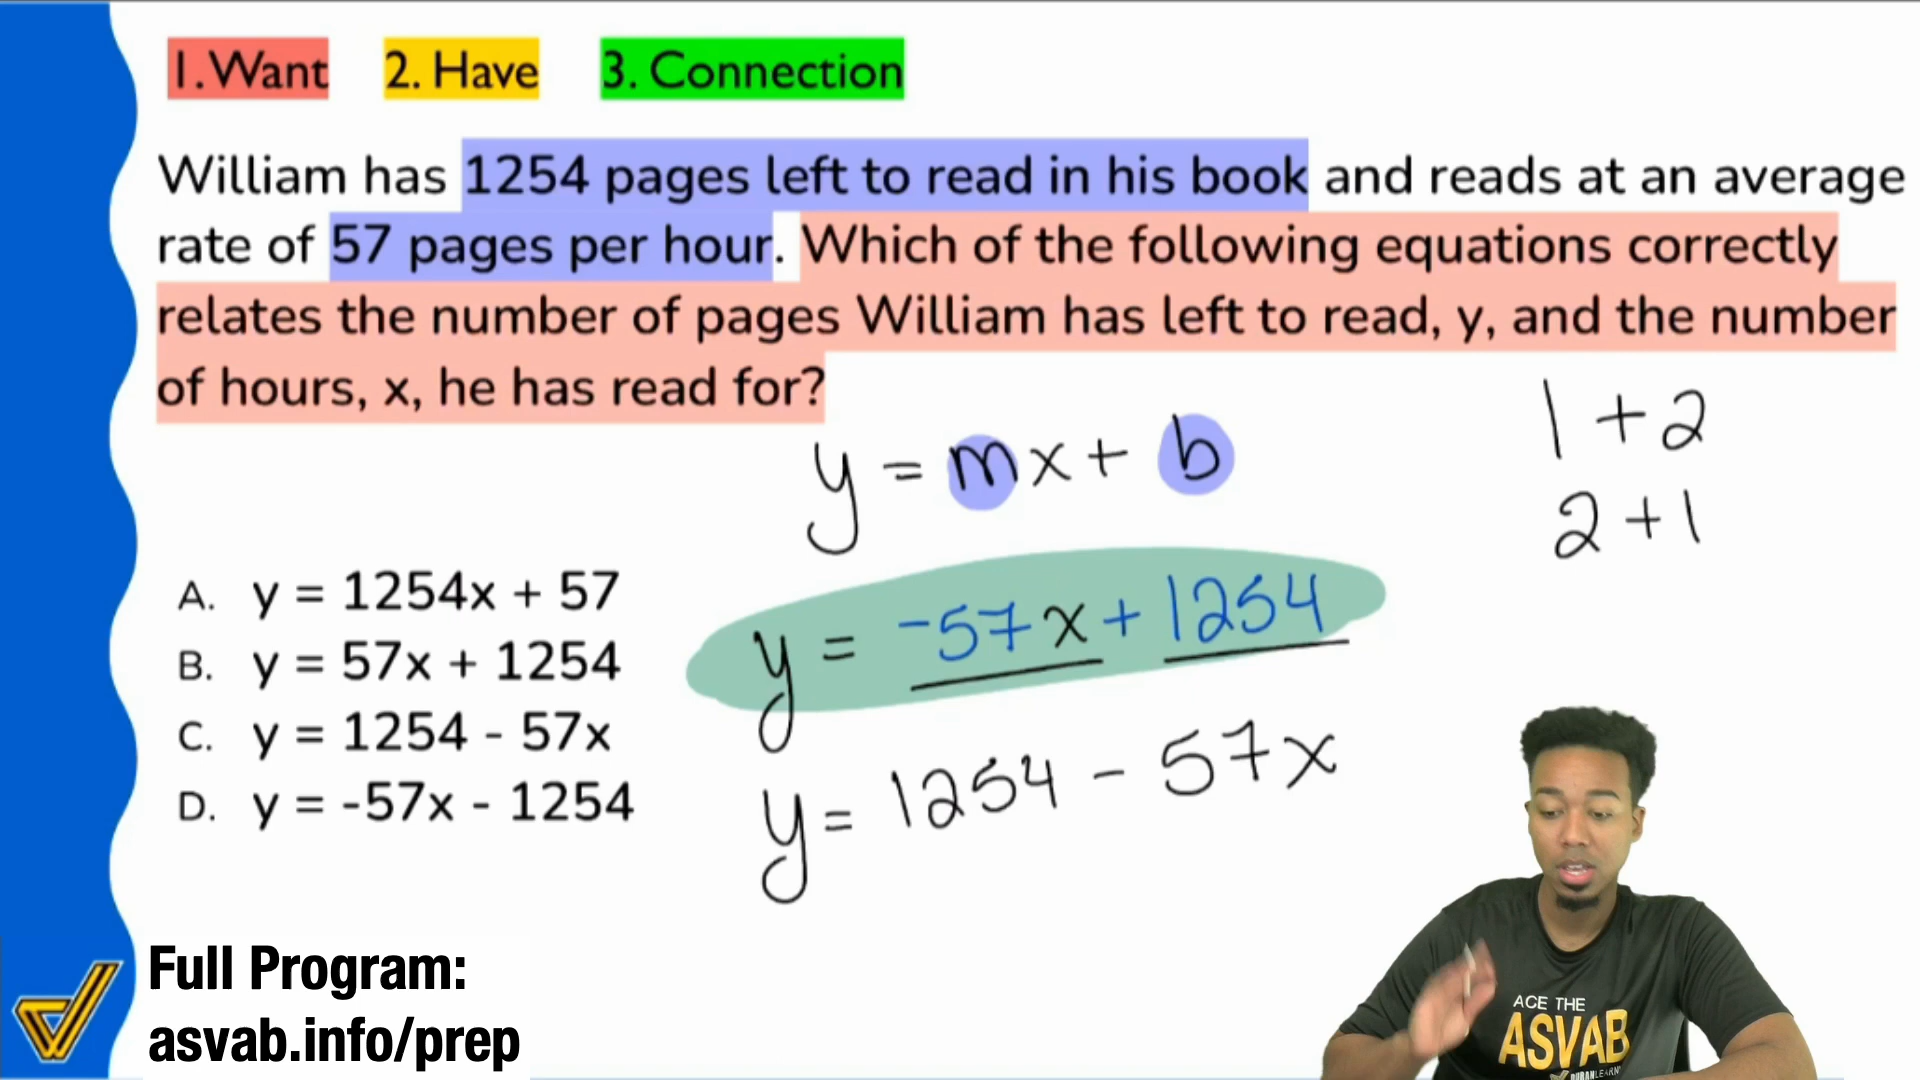 1. Want 2. Have 3. Connection
William has 1254 pages left to read in his book and reads at an average
rate of 57 pages per hour. Which of the following equations correctly
relates the number of pages William has left to read, y, and the number
of hours, x, he has read for?
1 + 2
2 + 1
y = mx + b
y = -57x + 1254
y = 1254 - 57x
A. y = 1254x + 57
B. y = 57x + 1254
C. y = 1254 - 57x
D. y = -57x - 1254
Full Program:
asvab.info/prep
ACE THE
ASVAB